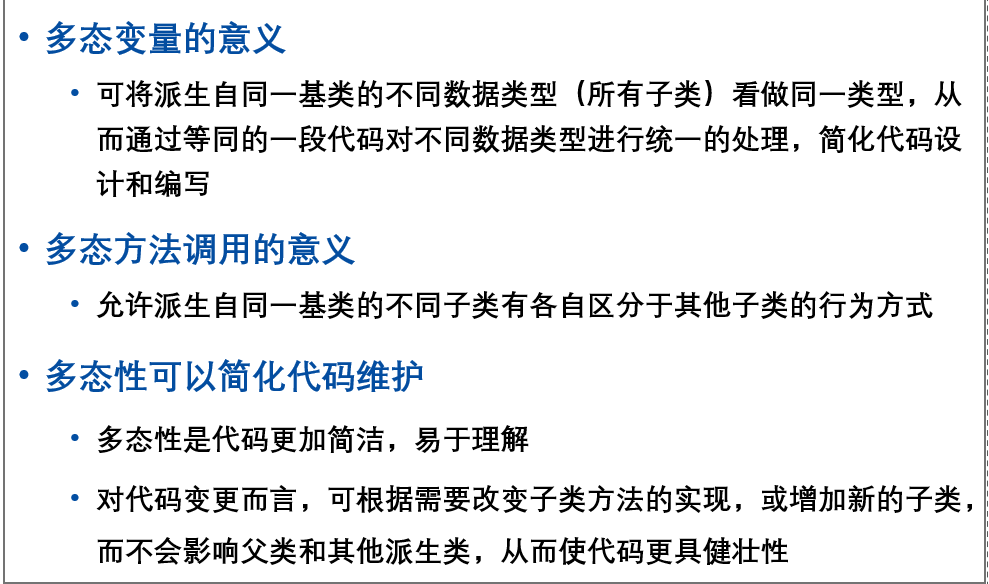 • 多态变量的意义
• 可将派生自同一基类的不同数据类型（所有子类）看做同一类型，从
而通过等同的一段代码对不同数据类型进行统一的处理，简化代码设
计和编写
• 多态方法调用的意义
• 允许派生自同一基类的不同子类有各自区分于其他子类的行为方式
• 多态性可以简化代码维护
• 多态性是代码更加简洁，易于理解
• 对代码变更而言，可根据需要改变子类方法的实现，或增加新的子类，
而不会影响父类和其他派生类，从而使代码更具健壮性